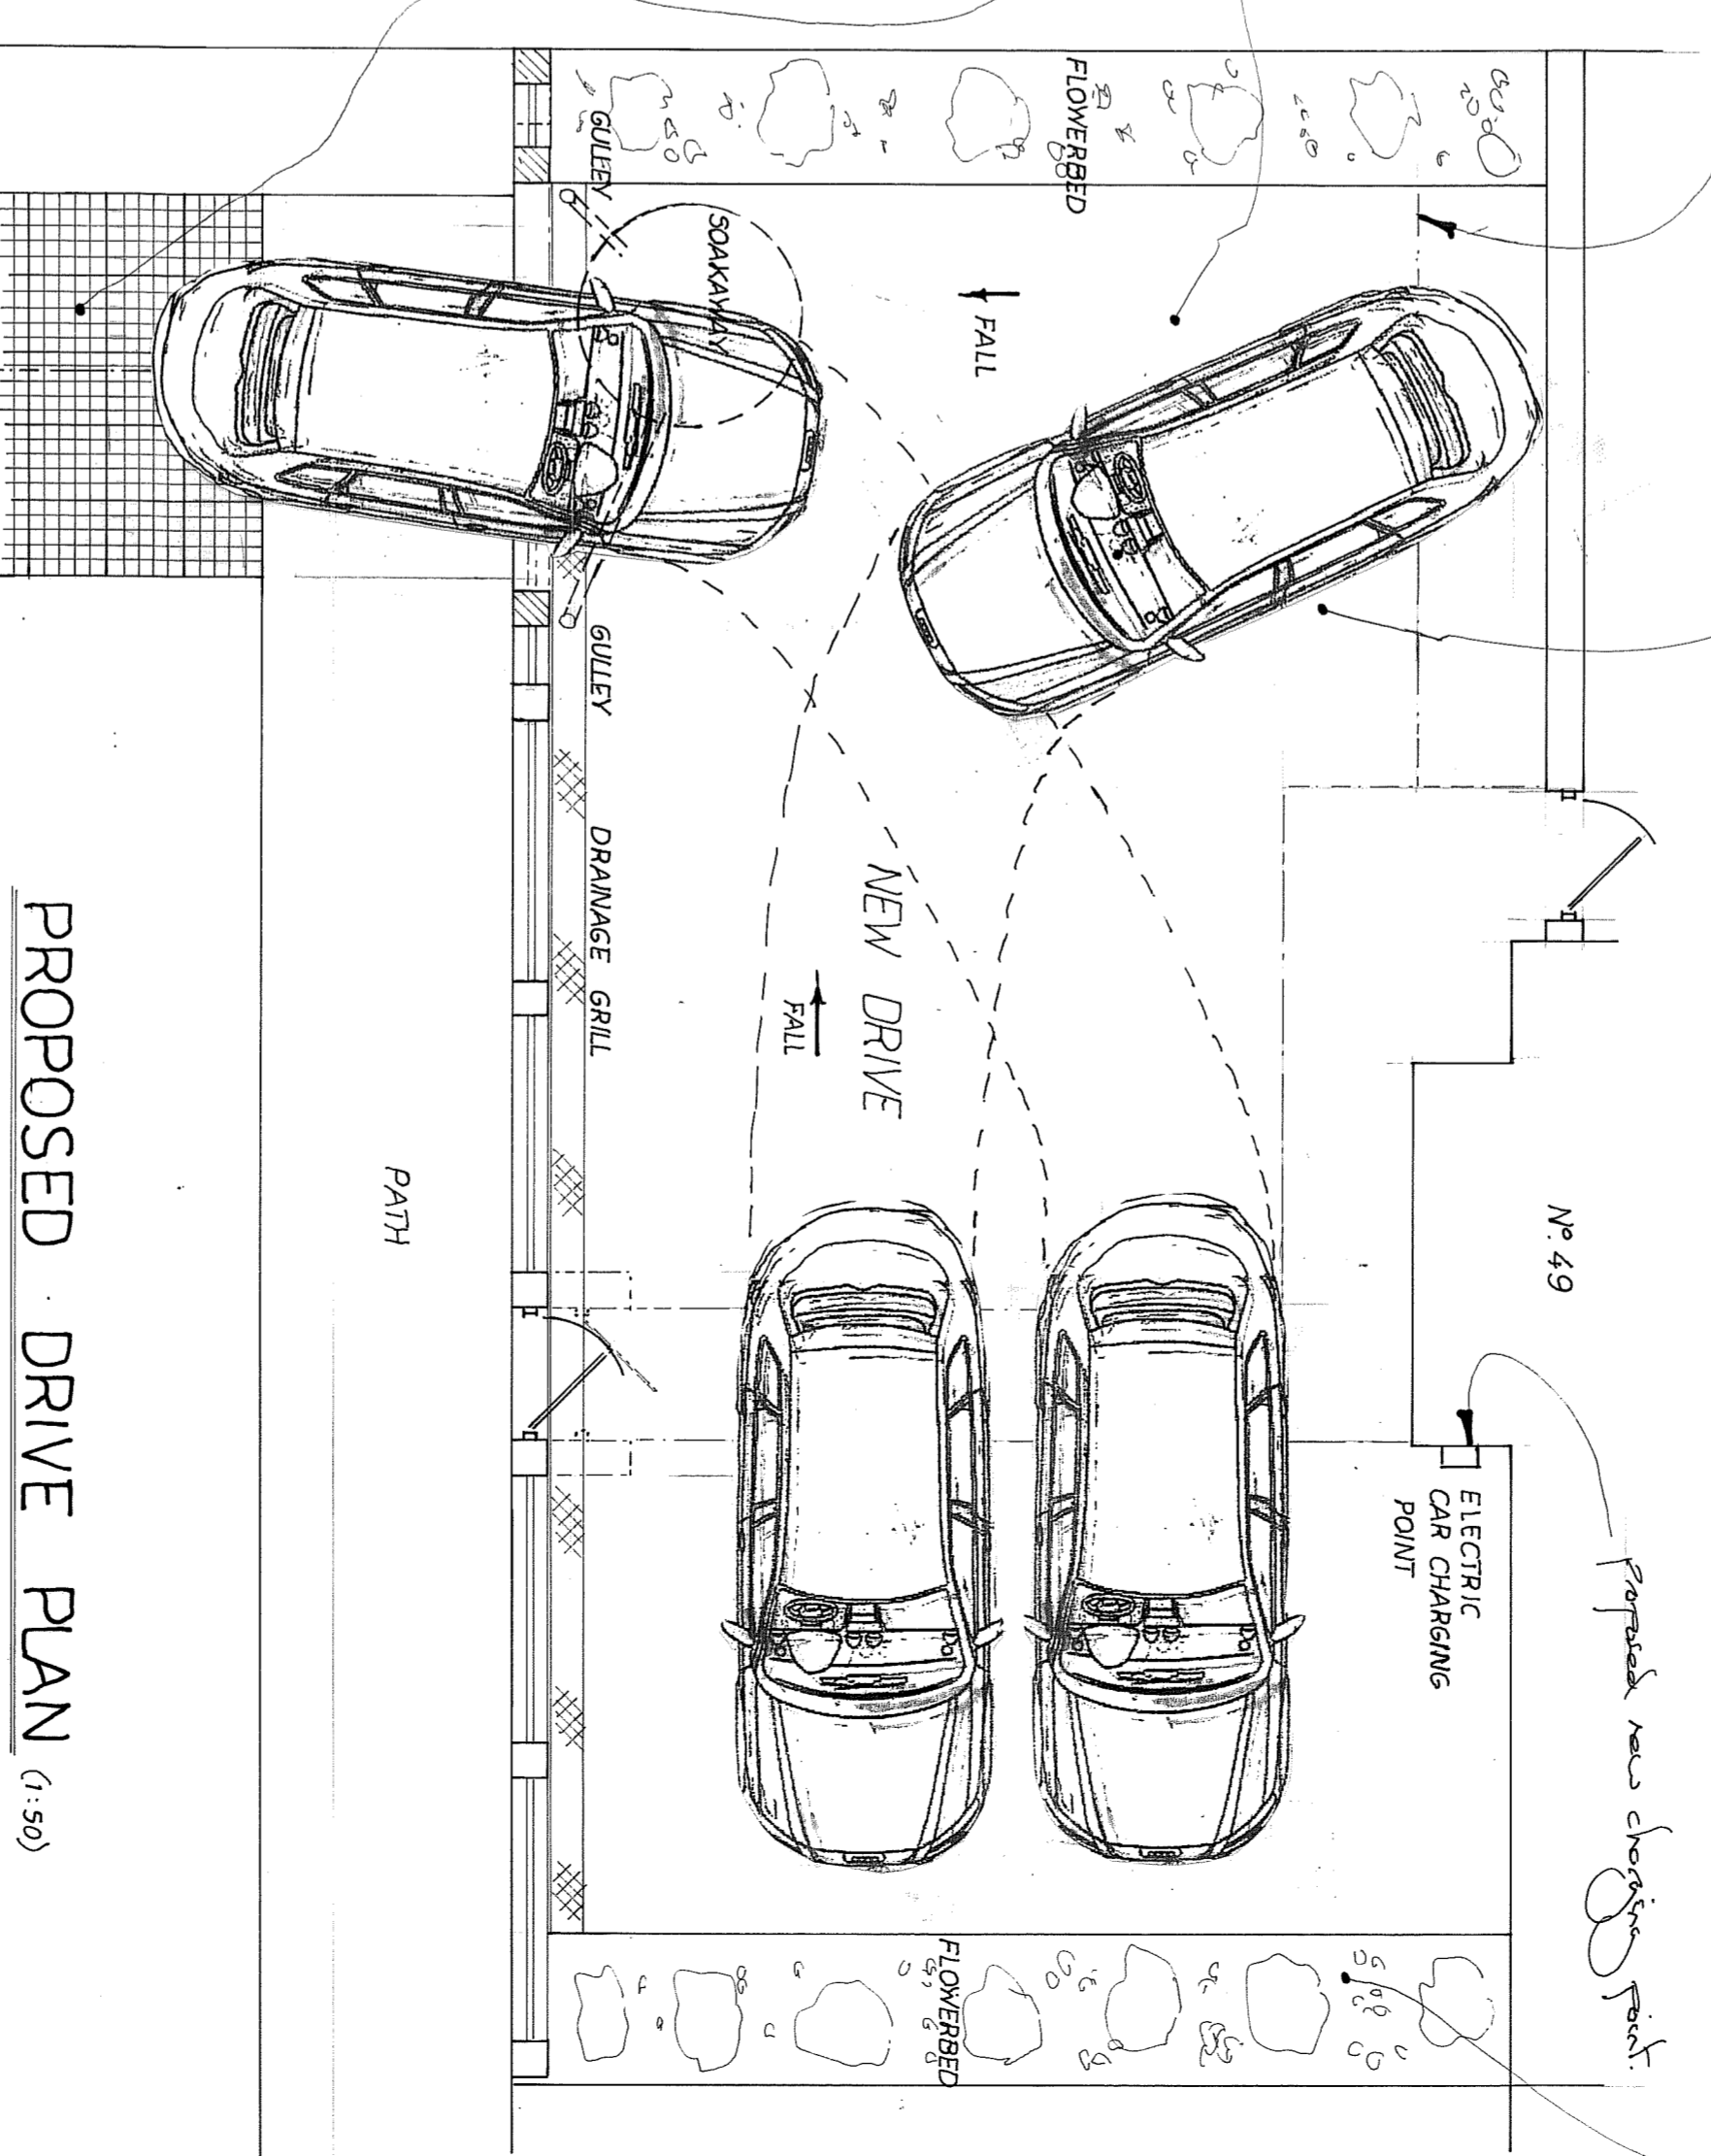 Proposed new charging point.
Nº. 49
ELECTRIC
CAR CHARGING
POINT
FLOWERBED
FALL
SOAKAWAY
GULLEY
NEW DRIVE
FALL
GULLEY
DRAINAGE GRILL
FLOWERBED
PATH
PROPOSED DRIVE PLAN (1:50)